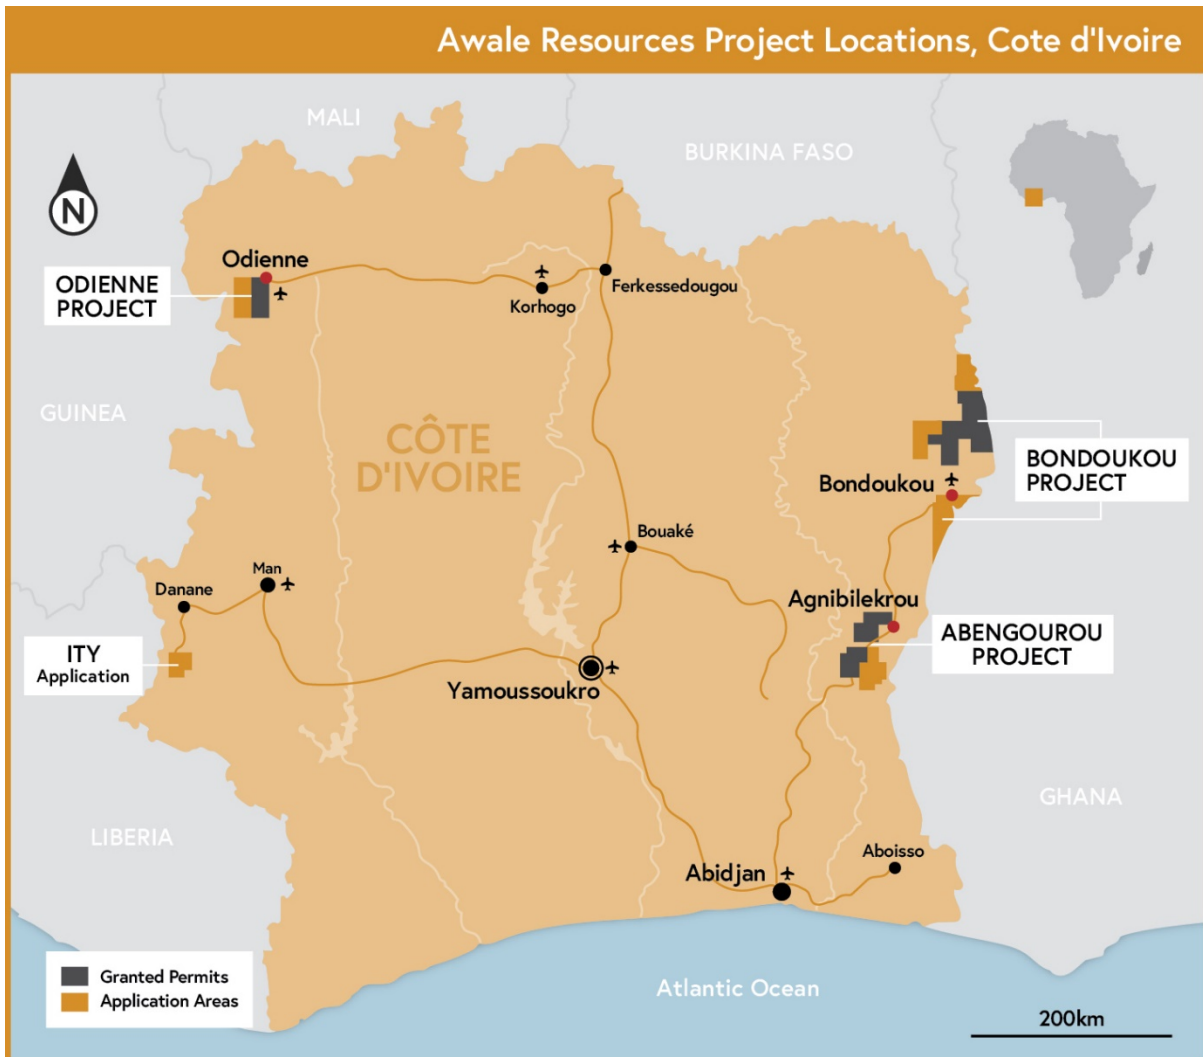 Awale Resources Project Locations, Cote d'Ivoire
MALI
BURKINA FASO
N
Odienne
ODIENNE
PROJECT
Korhogo
Ferkessedougou
GUINEA
CÔTE
D'IVOIRE
BONDOUKOU
PROJECT
Bondoukou
Bouaké
Man
Danane
Agnibilekrou
ABENGOUROU
PROJECT
ITY
Application
Yamoussoukro
GHANA
LIBERIA
Aboisso
Abidjan
Granted Permits
Application Areas
Atlantic Ocean
200km